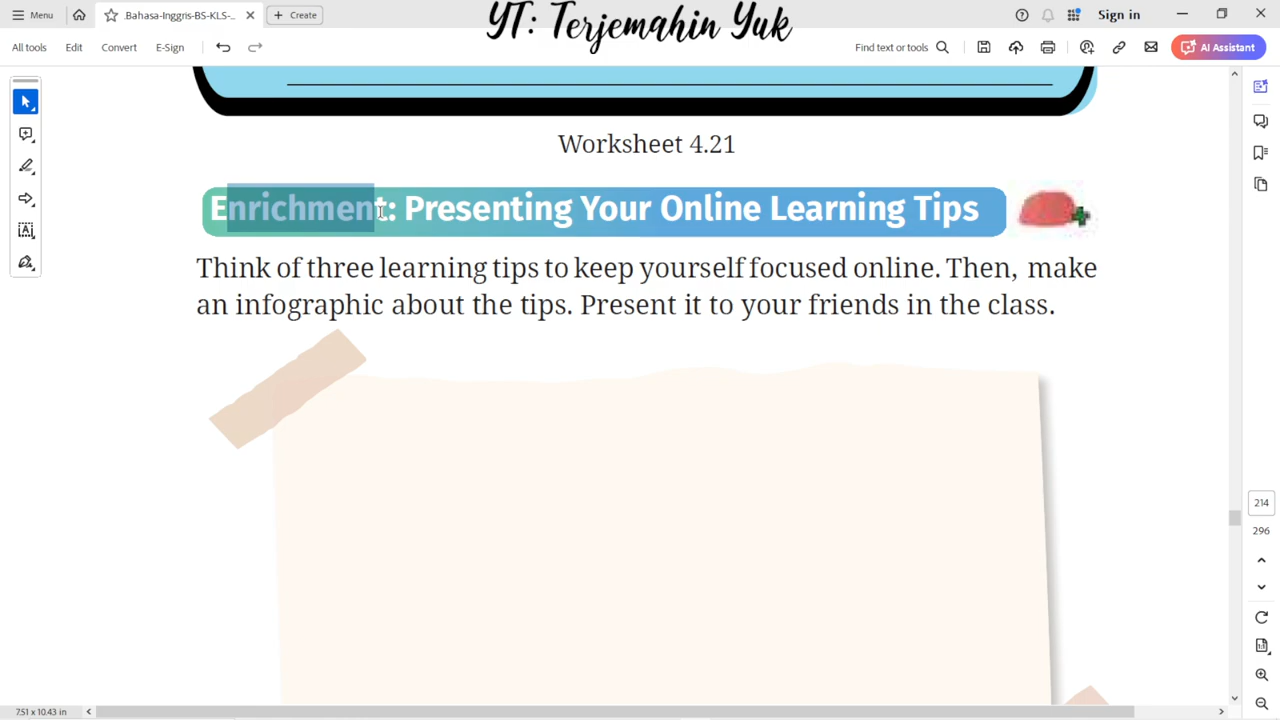 Menu
.Bahasa-Inggris-BS-KLS-...
Create
YT: Terjemahin Yuk
Sign in
All tools
Edit
Convert
E-Sign
Find text or tools
AI Assistant
Worksheet 4.21
Enrichment: Presenting Your Online Learning Tips
Think of three learning tips to keep yourself focused online. Then, make
an infographic about the tips. Present it to your friends in the class.
214
296
7.51 x 10.43 in